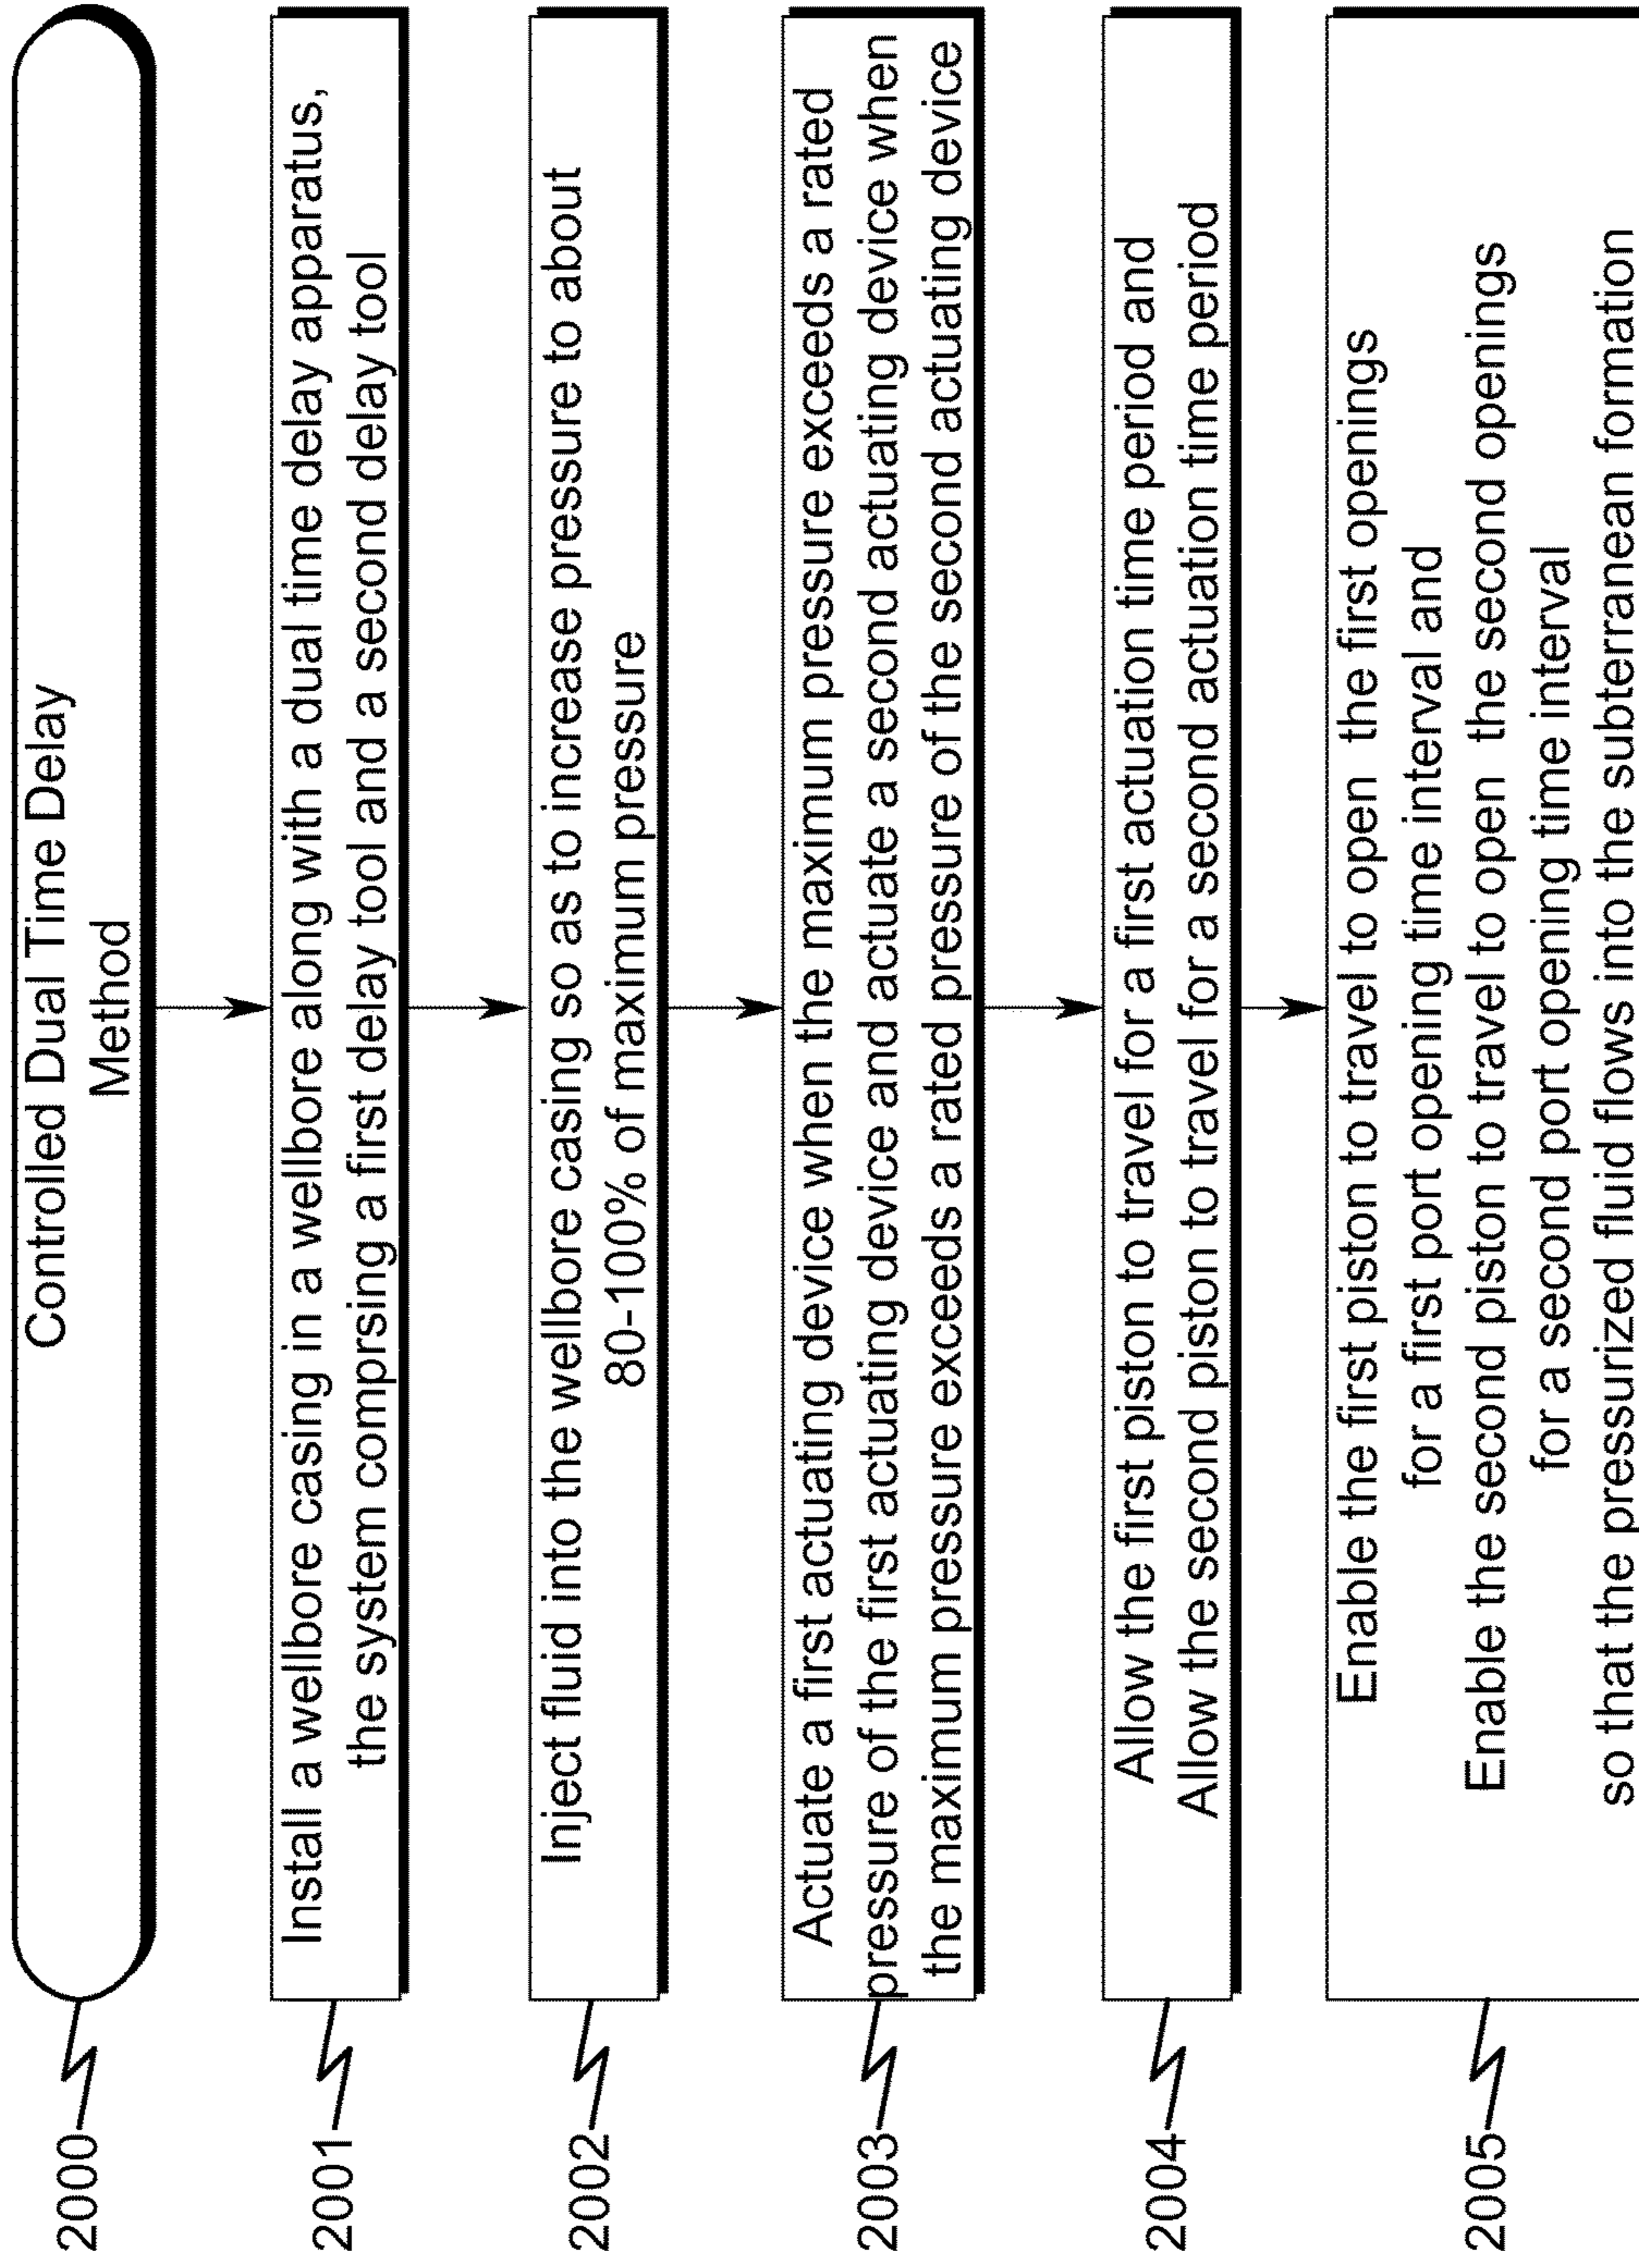 Controlled Dual Time Delay
Method
2000
Install a wellbore casing in a wellbore along with a dual time delay apparatus,
the system comprsing a first delay tool and a second delay tool
2001
Inject fluid into the wellbore casing so as to increase pressure to about
80-100% of maximum pressure
2002
Actuate a first actuating device when the maximum pressure exceeds a rated
pressure of the first actuating device and actuate a second actuating device when
the maximum pressure exceeds a rated pressure of the second actuating device
2003
Allow the first piston to travel for a first actuation time period and
Allow the second piston to travel for a second actuation time period
2004
Enable the first piston to travel to open the first openings
for a first port opening time interval and
Enable the second piston to travel to open the second openings
for a second port opening time interval
so that the pressurized fluid flows into the subterranean formation
2005